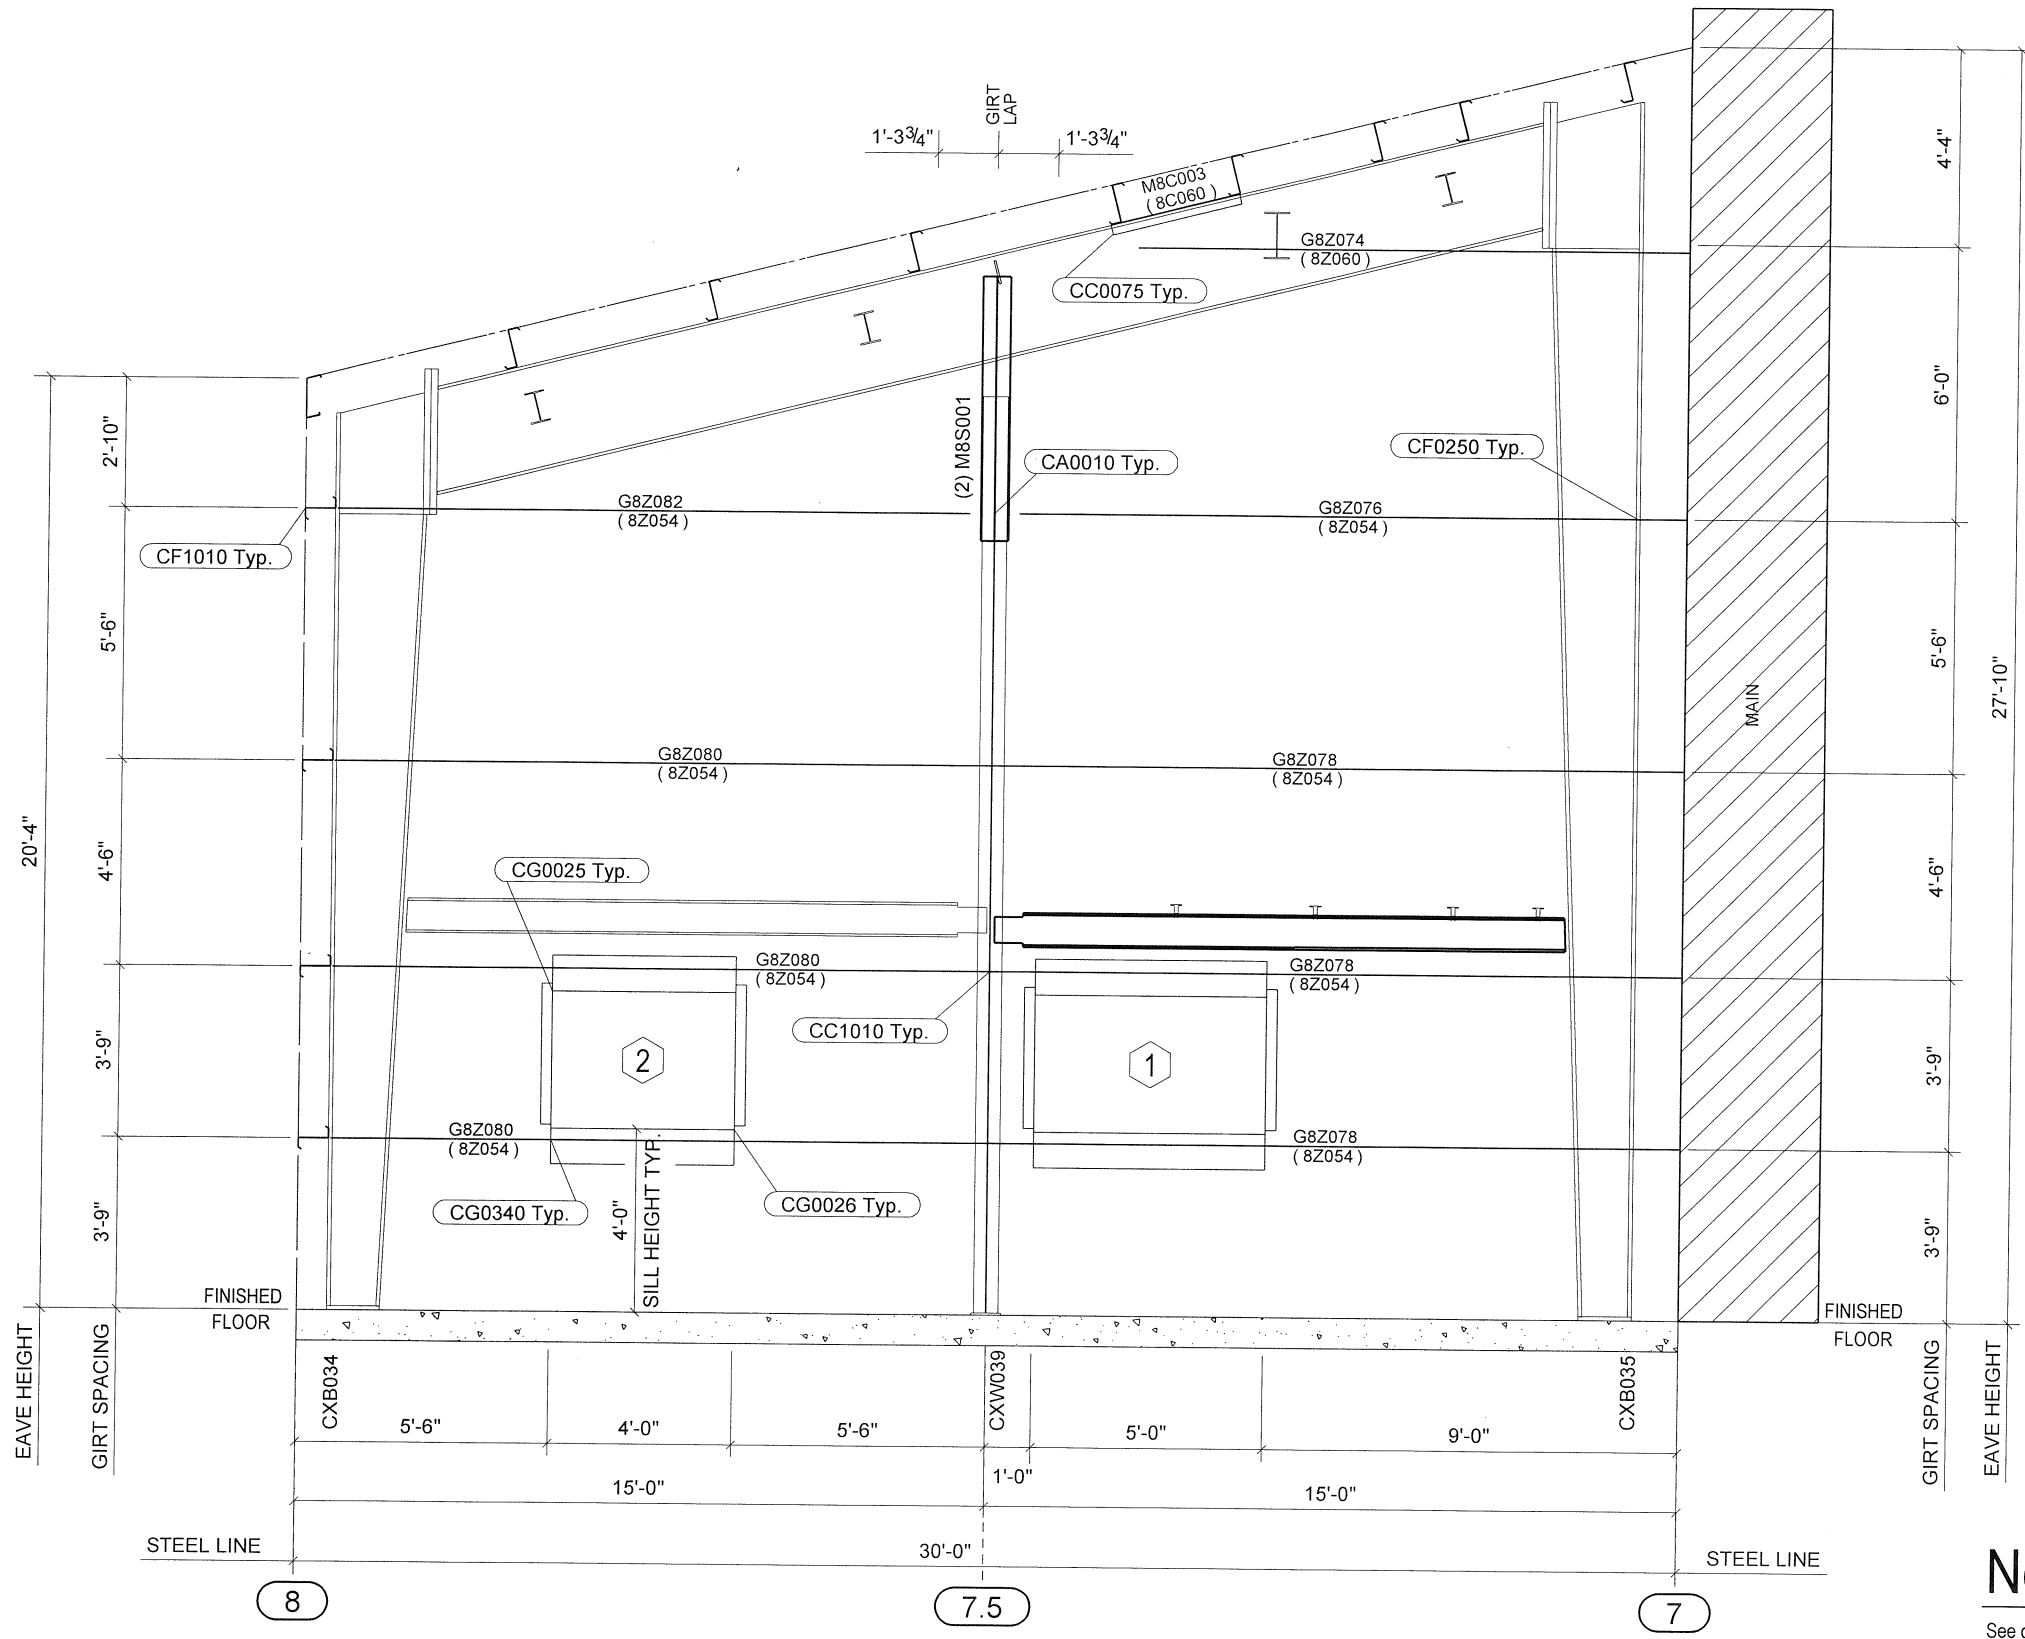 GIRT
LAP
1'-3¾"
1'-3¾"
M8C003
( 8C060 )
4'-4"
G8Z074
( 8Z060 )
CC0075 Typ.
2'-10"
6'-0"
(2) M8S001
CA0010 Typ.
CF0250 Typ.
G8Z082
( 8Z054 )
G8Z076
( 8Z054 )
CF1010 Typ.
5'-6"
5'-6"
MAIN
27'-10"
G8Z080
( 8Z054 )
G8Z078
( 8Z054 )
20'-4"
4'-6"
4'-6"
CG0025 Typ.
G8Z080
( 8Z054 )
G8Z078
( 8Z054 )
CC1010 Typ.
3'-9"
2
1
3'-9"
G8Z080
( 8Z054 )
G8Z078
( 8Z054 )
SILL HEIGHT TYP.
4'-0"
CG0340 Typ.
CG0026 Typ.
3'-9"
3'-9"
FINISHED
FLOOR
FINISHED
FLOOR
EAVE HEIGHT
GIRT SPACING
CXB034
CXW039
CXB035
GIRT SPACING
EAVE HEIGHT
5'-6"
4'-0"
5'-6"
5'-0"
9'-0"
1'-0"
15'-0"
15'-0"
STEEL LINE
30'-0"
STEEL LINE
8
7.5
7
See